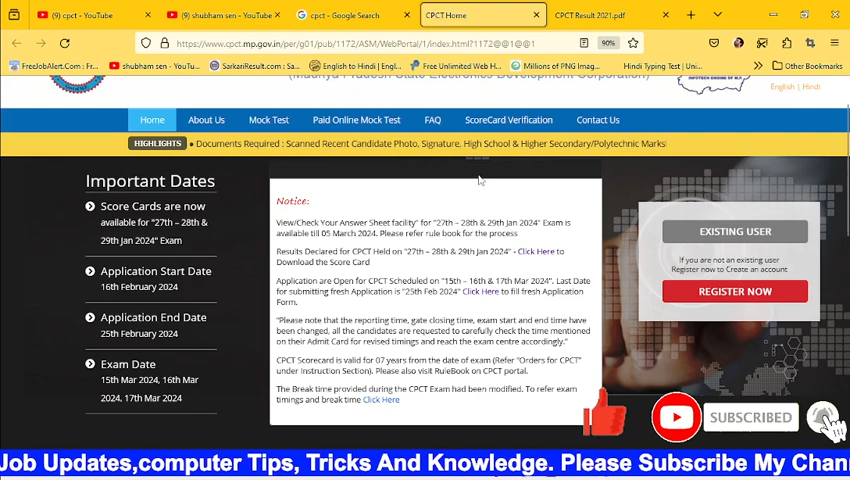 (2) cpct - YouTube
(9) shubham sen - YouTube
cpct - Google Search
CPCT Home
CPCT Result 2021.pdf
https://www.cpct.mp.gov.in/per/g01/pub/1172/ASM/WebPortal/1/index.html?1172@@1@@1
90%
FreeJobAlert.Com : Fr...
shubham sen - YouTu...
SarkariResult.com : Sa...
English to Hindi | Engl...
Free Unlimited Web H...
Millions of PNG Imag...
Hindi Typing Test | U...
Other Bookmarks
(Madhya Pradesh State Electronics Development Corporation)
English | Hindi
Home
About Us
Mock Test
Paid Online Mock Test
FAQ
ScoreCard Verification
Contact Us
HIGHLIGHTS
● Documents Required : Scanned Recent Candidate Photo, Signature, High School & Higher Secondary/Polytechnic Marks
Important Dates
Score Cards are now
available for "27th – 28th &
29th Jan 2024" Exam
Application Start Date
16th February 2024
Application End Date
25th February 2024
Exam Date
15th Mar 2024, 16th Mar
2024, 17th Mar 2024
Notice:
View/Check Your Answer Sheet facility" for "27th – 28th & 29th Jan 2024" Exam is
available till 05 March 2024. Please refer rule book for the process
Results Declared for CPCT Held on "27th – 28th & 29th Jan 2024" - Click Here to
Download the Score Card
Application are Open for CPCT Scheduled on "15th – 16th & 17th Mar 2024". Last Date
for submitting fresh Application is "25th Feb 2024" Click Here to fill fresh Application
Form.
"Please note that the reporting time, gate closing time, exam start and end time have
been changed, all the candidates are requested to carefully check the time mentioned
on their Admit Card for revised timings and reach the exam centre accordingly."
CPCT Scorecard is valid for 07 years from the date of exam (Refer "Orders for CPCT"
under Instruction Section). Please also visit RuleBook on CPCT portal.
The Break time provided during the CPCT Exam had been modified. To refer exam
timings and break time Click Here
EXISTING USER
If you are not an existing user
Register now to Create an account
REGISTER NOW
SUBSCRIBED
Job Updates,computer Tips, Tricks And Knowledge. Please Subscribe My Chan